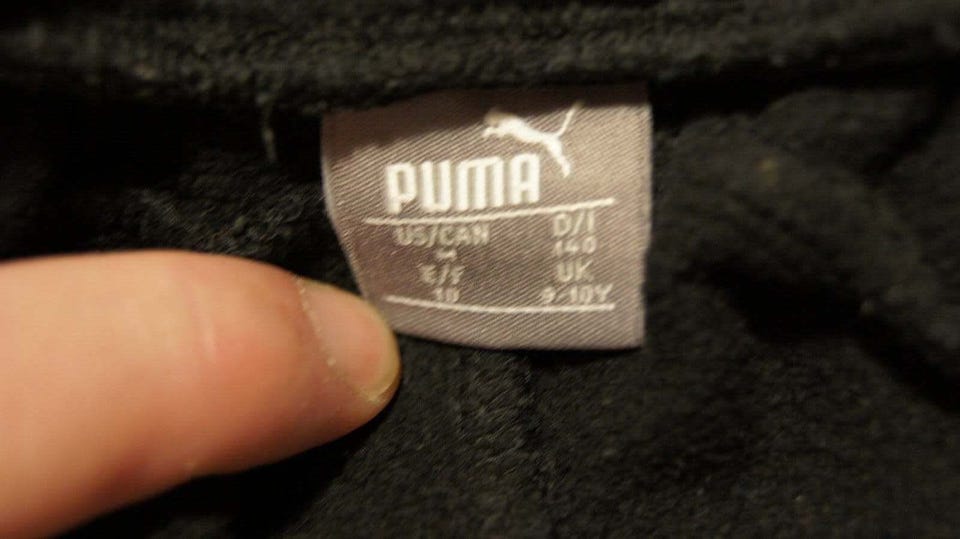 PUMA
US/CAN D/I
M 140
E/F UK
10 9-10Y